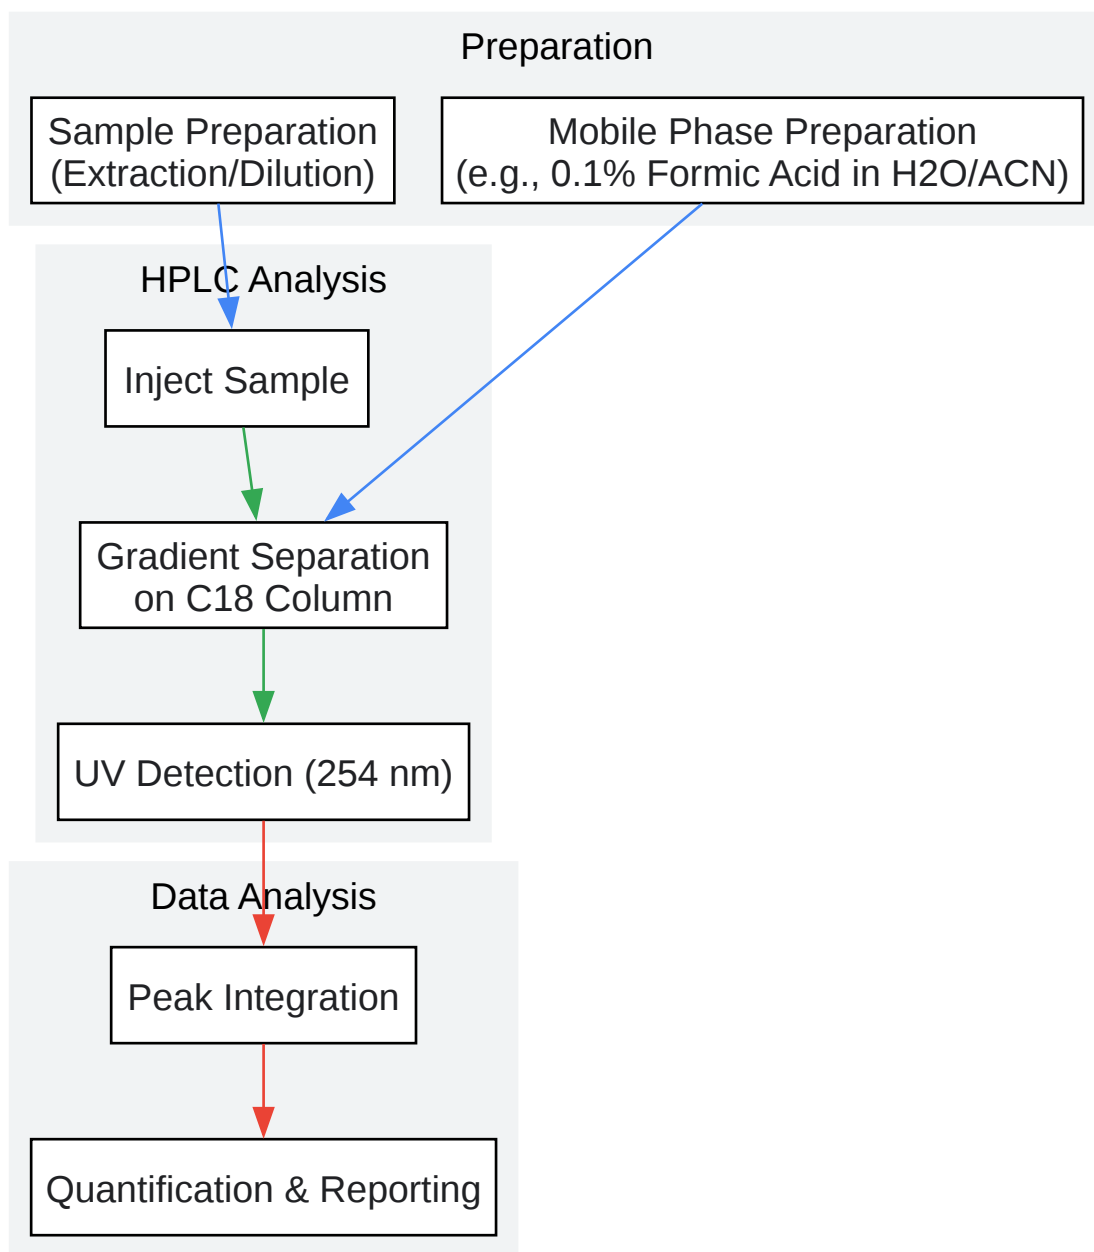 Preparation
Sample Preparation
(Extraction/Dilution)
Mobile Phase Preparation
(e.g., 0.1% Formic Acid in H2O/ACN)
HPLC Analysis
Inject Sample
Gradient Separation
on C18 Column
UV Detection (254 nm)
Data Analysis
Peak Integration
Quantification & Reporting